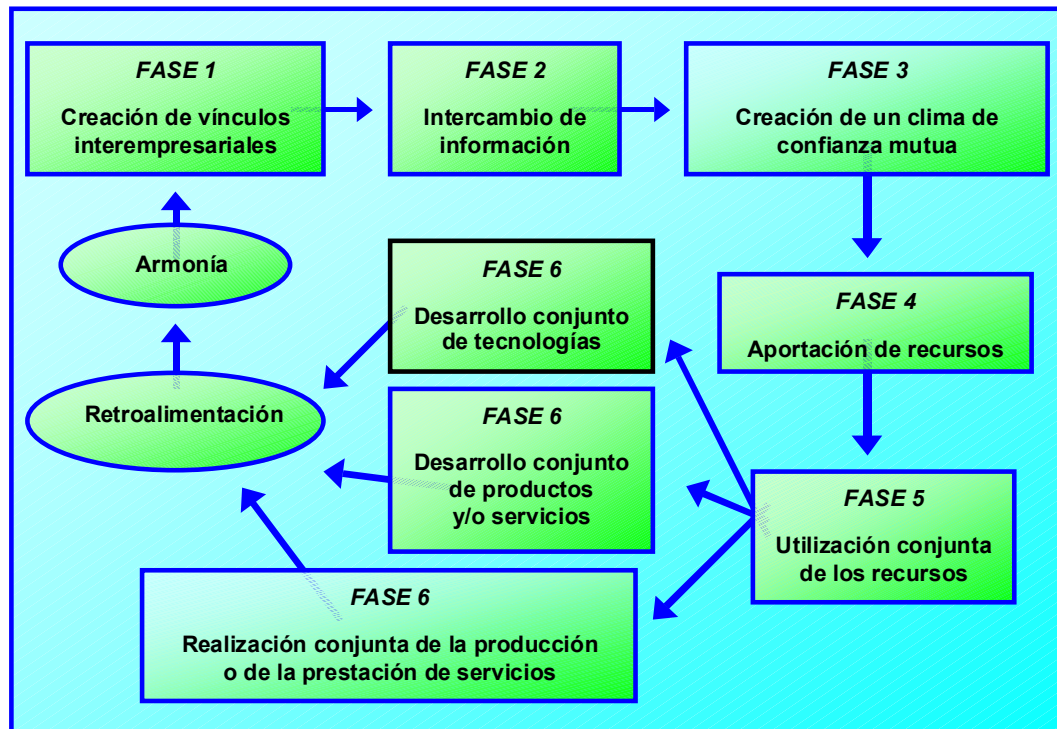 FASE 1
Creación de vínculos
interempresariales
FASE 2
Intercambio de
información
FASE 3
Creación de un clima de
confianza mutua
FASE 4
Aportación de recursos
FASE 5
Utilización conjunta
de los recursos
FASE 6
Desarrollo conjunto
de tecnologías
FASE 6
Desarrollo conjunto
de productos
y/o servicios
FASE 6
Realización conjunta de la producción
o de la prestación de servicios
Retroalimentación
Armonía